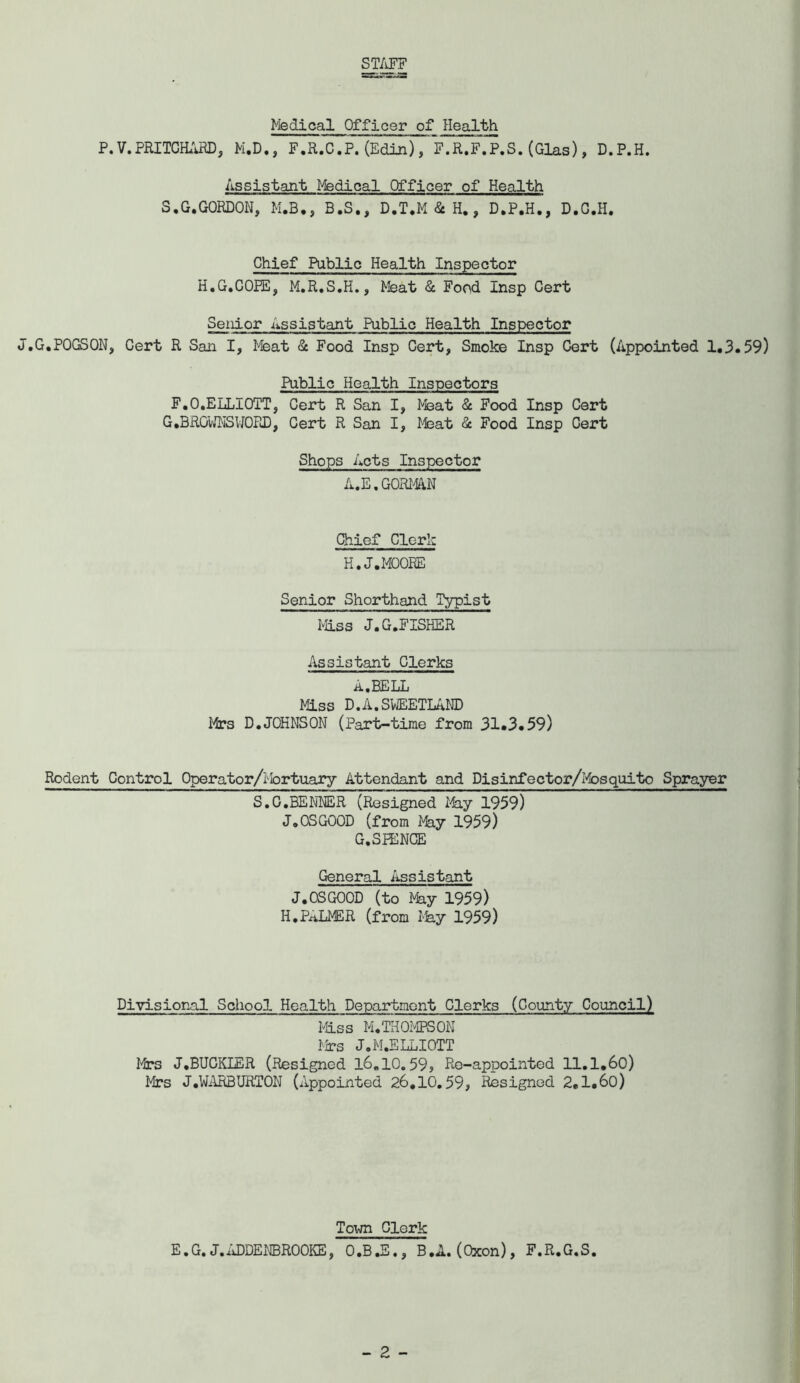 STAFF
Medical Officer of Health
P.V.PRITCHARD, M.D., F.R.C.P.(Edin), F.R.F.P.S.(Glas), D.P.H.
Assistant Medical Officer of Health
S.G.GORDON, M.B., B.S., D.T.M & H., D.P.H., D.C.H.
Chief Public Health Inspector
H.G.COPE, M.R.S.H., Meat & Food Insp Cert
Senior Assistant Public Health Inspector
J.G.POGSON, Cert R San I, Meat & Food Insp Cert, Smoke Insp Cert (Appointed 1.3.59)
Public Health Inspectors
F.O.ELLIOTT, Cert R San I, Meat & Food Insp Cert
G.BROWNSWORD, Cert R San I, Meat & Food Insp Cert
Shops Acts Inspector
A.E.GORMAN
Chief Clerk
H.J.MOORE
Senior Shorthand Typist
Miss J.G.FISHER
Assistant Clerks
A.BELL
Miss D.A.SWEETLAND
Mrs D.JOHNSON (Part-time from 31.3.59)
Rodent Control Operator/Mortuary Attendant and Disinfector/Mosquito Sprayer
S.C.BENNER (Resigned May 1959)
J.OSGOOD (from May 1959)
G.SPENCE
General Assistant
J.OSGOOD (to May 1959)
H.PALMER (from May 1959)
Divisional School Health Department Clerks (County Council)
Miss M.THOMPSON
Mrs J.M.ELLIOTT
Mrs J.BUCKLER (Resigned 16.10.59, Re-appointed 11.1.60)
Mrs J.WARBURTON (Appointed 26.10.59, Resigned 2.1.60)
Town Clerk
E.G.J.ADDENBROOKE, O.B.E., B.A.(Oxon), F.R.G.S.
- 2 -